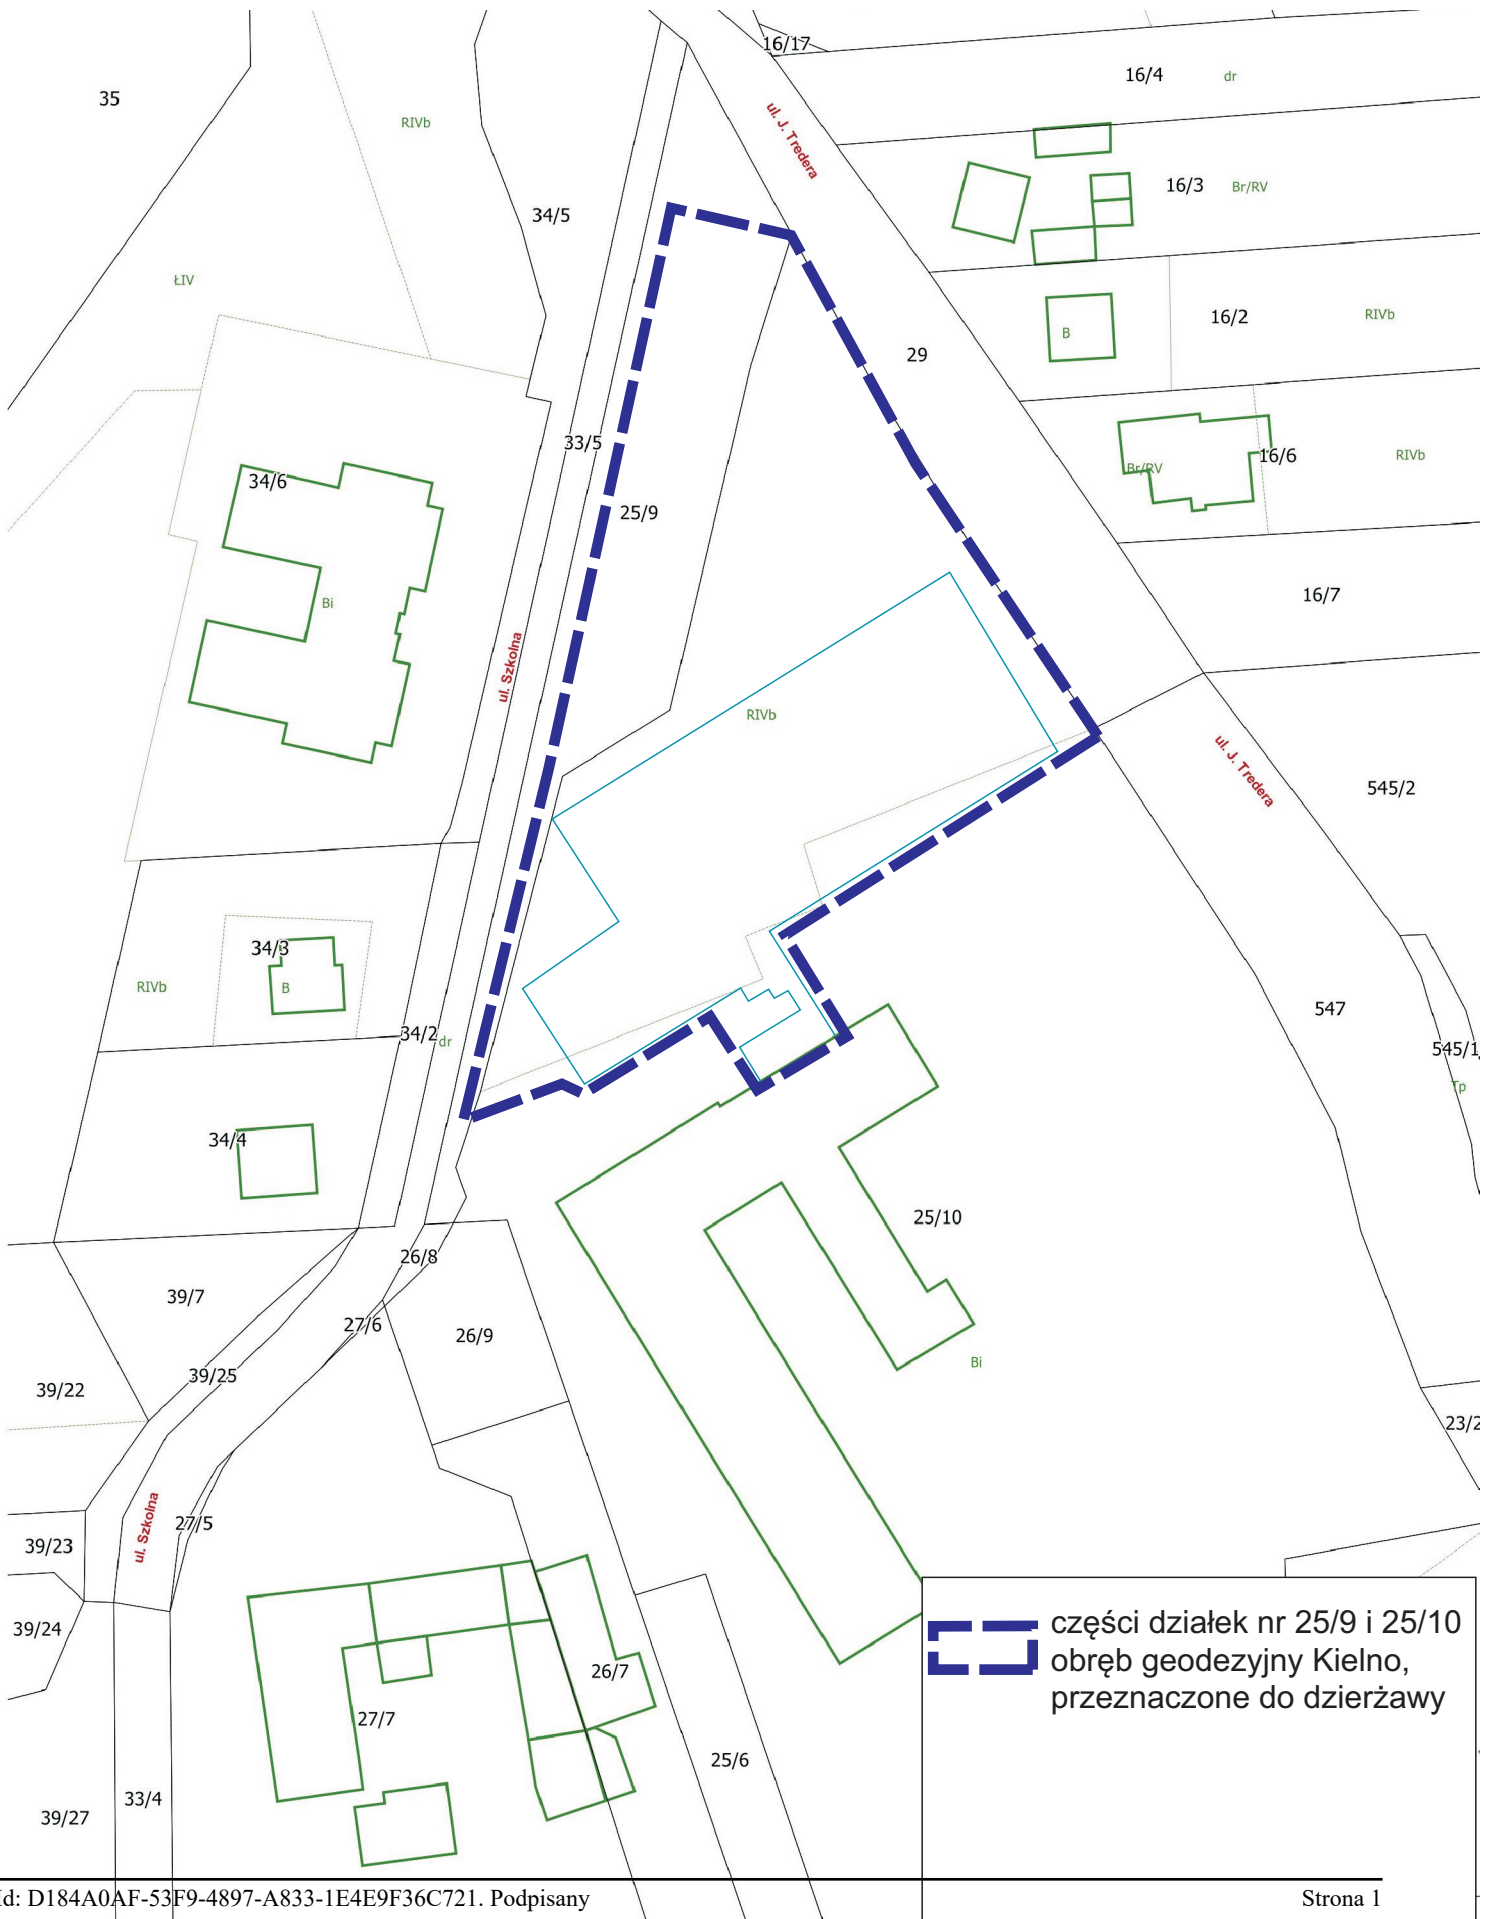 16/17
35
16/4 dr
RIVb
ul. J. Tredera
16/3 Br/RV
34/5
ŁIV
16/2 RIVb
B
29
33/5
34/6
Br/RV 16/6 RIVb
25/9
Bi
16/7
ul. Szkolna
RIVb
ul. J. Tredera
545/2
34/3
RIVb B
547
34/2 dr
545/1
Tp
34/4
25/10
26/8
39/7
27/6
26/9
39/25
39/22
Bi
23/2
ul. Szkolna
27/5
39/23
39/24
części działek nr 25/9 i 25/10
obręb geodezyjny Kielno,
przeznaczone do dzierżawy
26/7
B
27/7
25/6
33/4
39/27
Id: D184A0AF-53F9-4897-A833-1E4E9F36C721. Podpisany
Strona 1